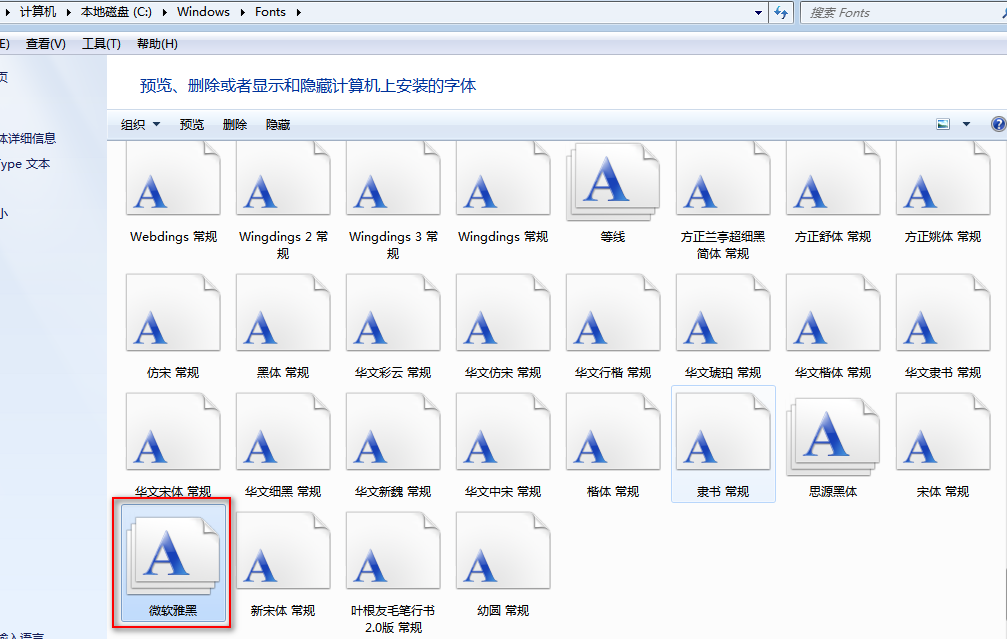 计算机 本地磁盘 (C:) Windows Fonts 搜索 Fonts
E) 查看(V) 工具(T) 帮助(H)
页
预览、删除或者显示和隐藏计算机上安装的字体
组织 预览 删除 隐藏
体详细信息
Type 文本
小
Webdings 常规
Wingdings 2 常
规
Wingdings 3 常
规
Wingdings 常规
等线
方正兰亭超细黑
简体 常规
方正舒体 常规
方正姚体 常规
仿宋 常规
黑体 常规
华文彩云 常规
华文仿宋 常规
华文行楷 常规
华文琥珀 常规
华文楷体 常规
华文隶书 常规
华文宋体 常规
华文细黑 常规
华文新魏 常规
华文中宋 常规
楷体 常规
隶书 常规
思源黑体
宋体 常规
微软雅黑
新宋体 常规
叶根友毛笔行书
2.0版 常规
幼圆 常规
输入语言